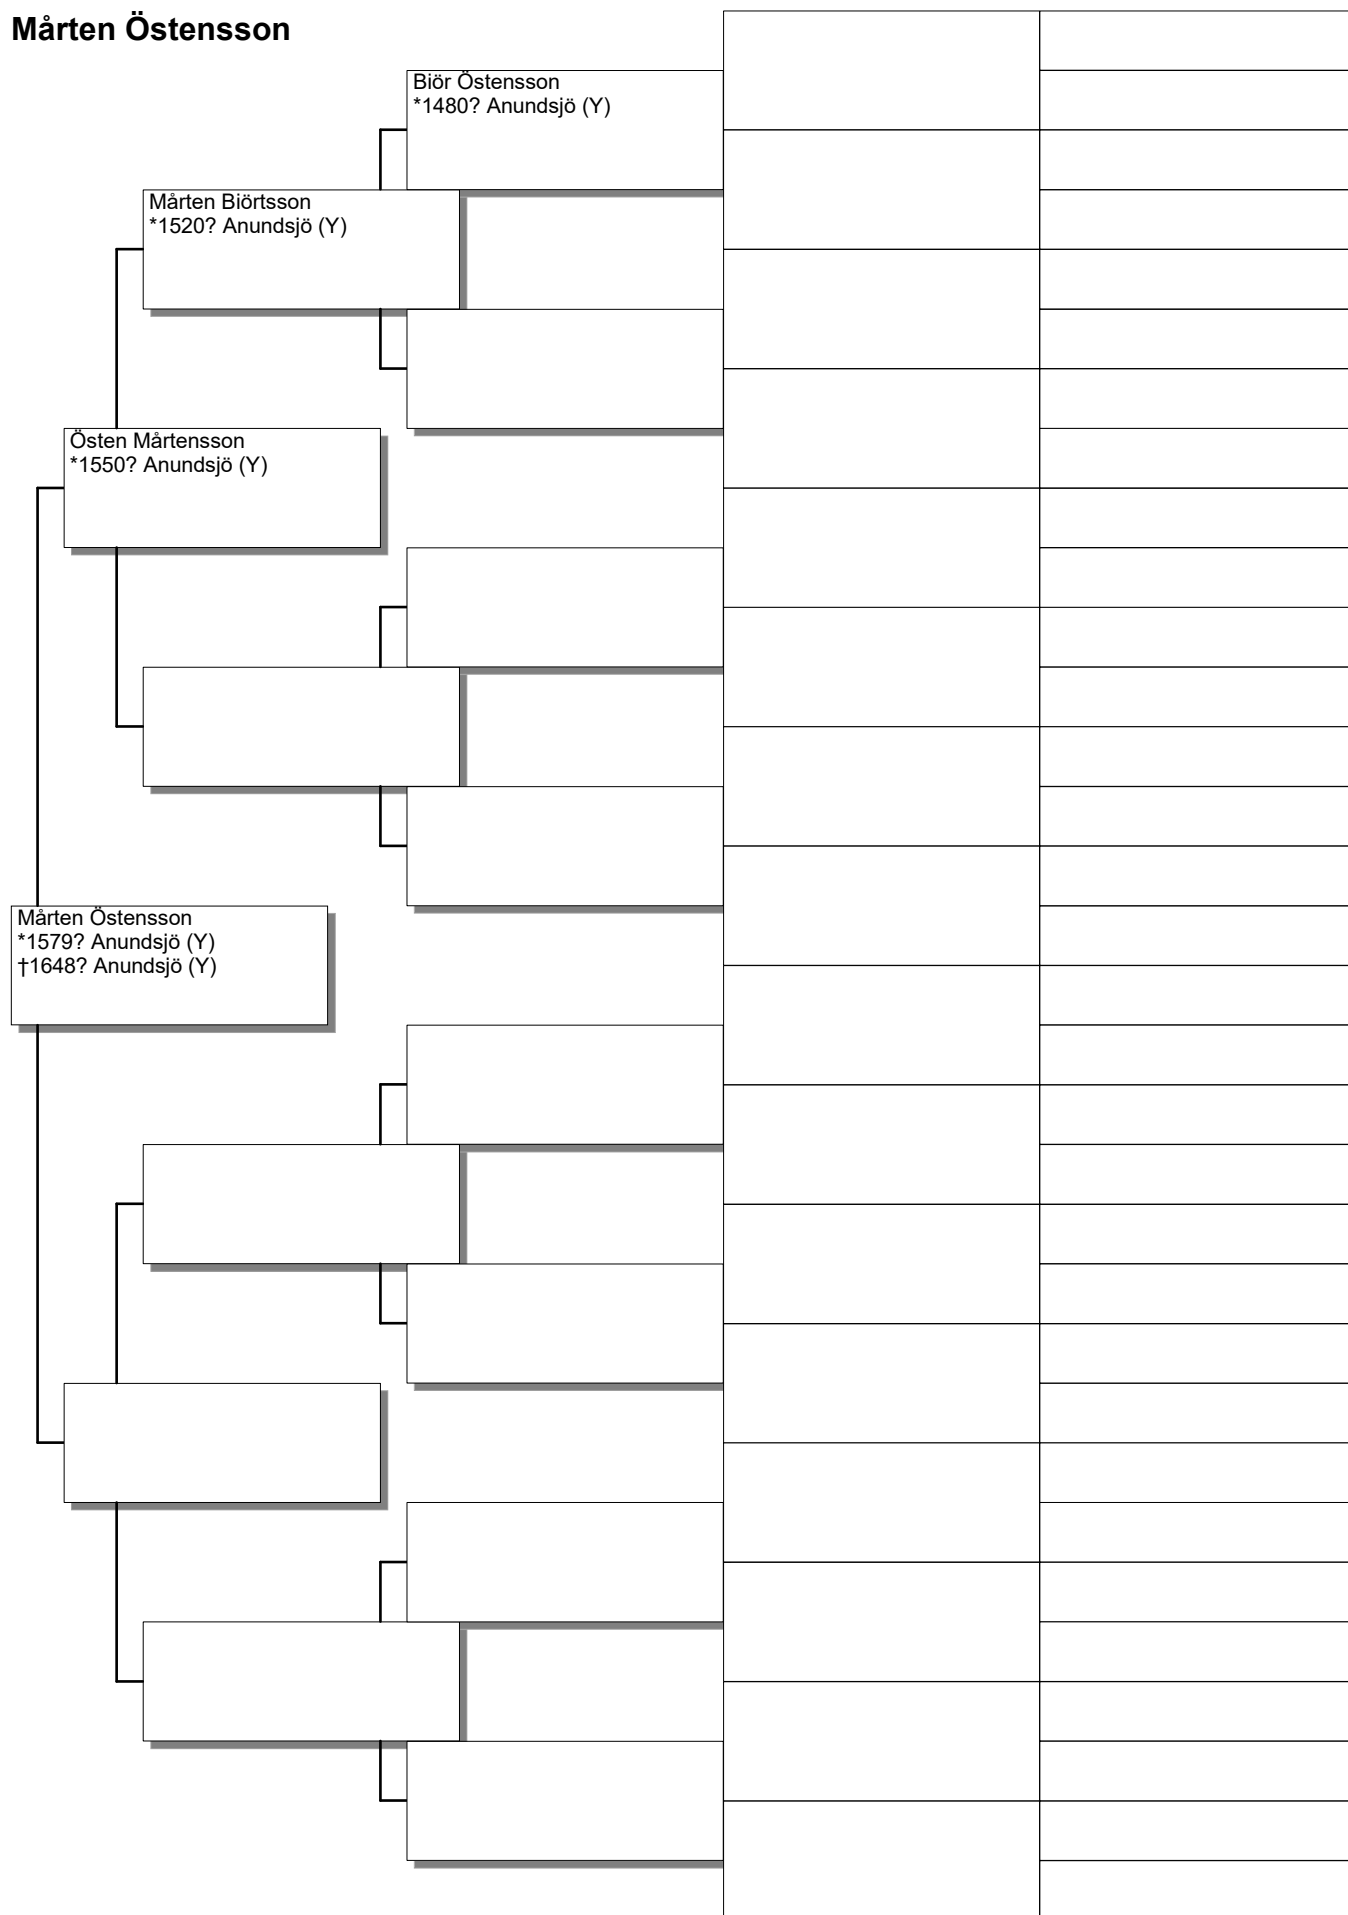 Mårten Östensson
Biör Östensson
*1480? Anundsjö (Y)
Mårten Biörtsson
*1520? Anundsjö (Y)
Östen Mårtensson
*1550? Anundsjö (Y)
Mårten Östensson
*1579? Anundsjö (Y)
†1648? Anundsjö (Y)